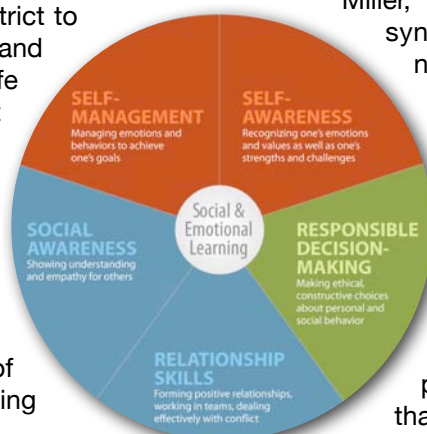 trict to
and
fe
Miller,
syn
n
SELF-
MANAGEMENT
Managing emotions and
behaviors to achieve
one's goals
SELF-
AWARENESS
Recognizing one's emotions
and values as well as one's
strengths and challenges
SOCIAL
AWARENESS
Showing understanding
and empathy for others
Social &
Emotional
Learning
RESPONSIBLE
DECISION-
MAKING
Making ethical,
constructive choices
about personal and
social behavior
RELATIONSHIP
SKILLS
Forming positive relationships,
working in teams, dealing
effectively with conflict
of
ing
p
tha